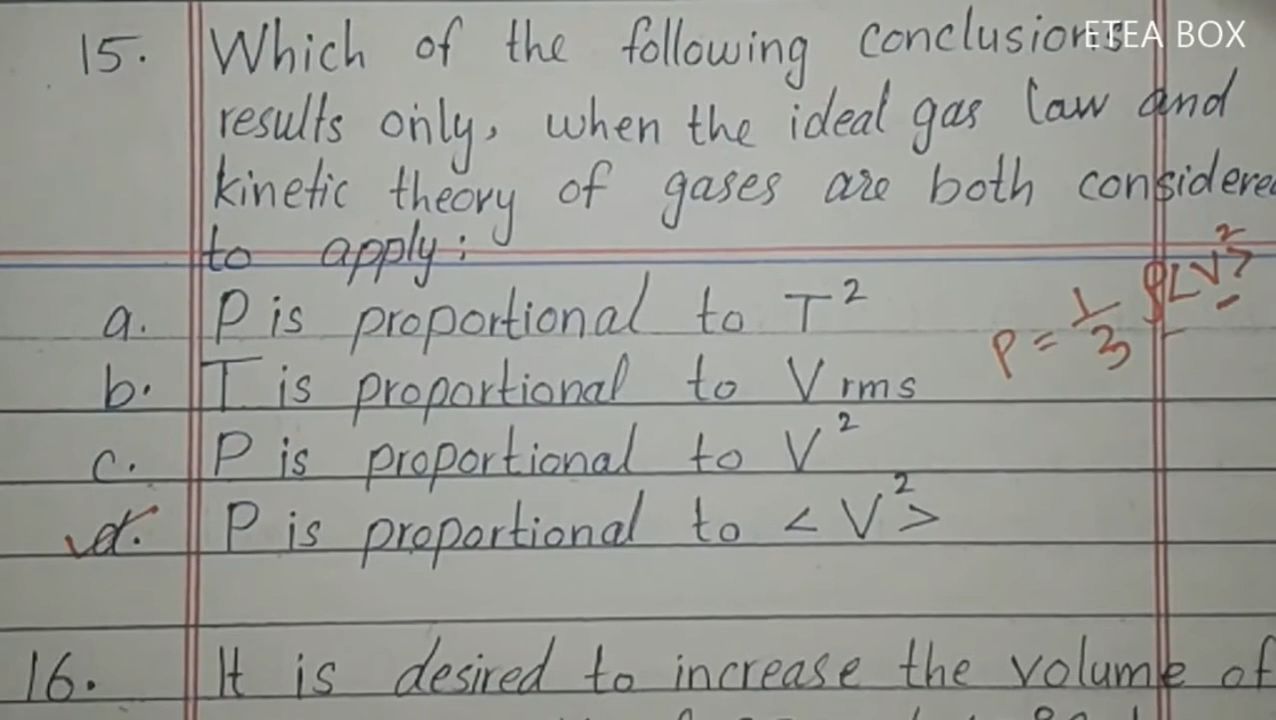 ETEA BOX
15. Which of the following conclusions
results only, when the ideal gas law and
kinetic theory of gases are both considered
to apply:
a. P is proportional to T²
b. T is proportional to V rms
c. P is proportional to V²
d. P is proportional to < V² >
P = 1/3 ρ<V²>
16. It is desired to increase the volume of